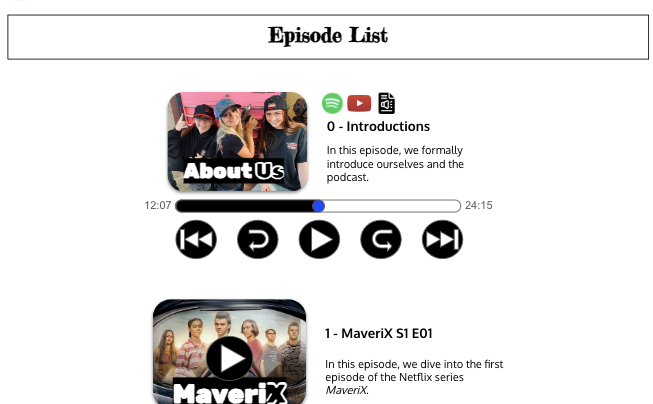 Episode List
0 - Introductions
In this episode, we formally
introduce ourselves and the
podcast.
About Us
12:07
24:15
1 - MaveriX S1 E01
In this episode, we dive into the first
episode of the Netflix series
MaveriX.
MaveriX